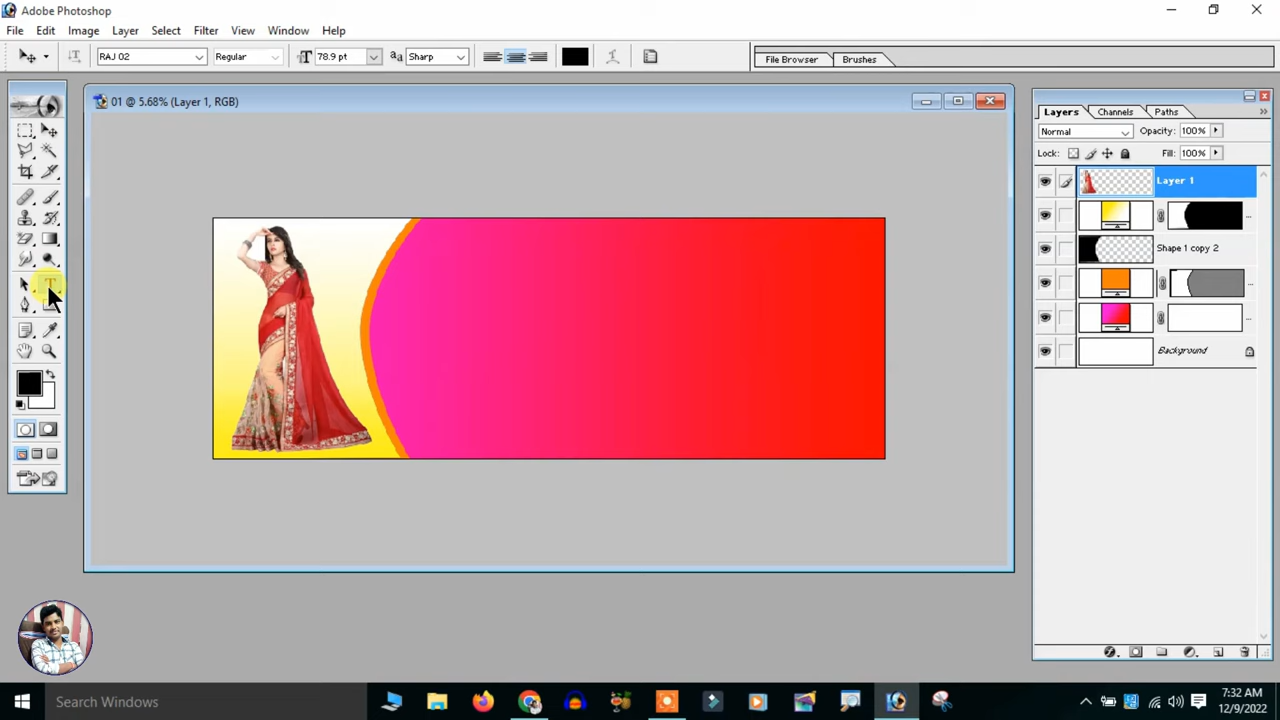 Adobe Photoshop
File Edit Image Layer Select Filter View Window Help
RAJ 02 Regular 78.9 pt aa Sharp File Browser Brushes
01 @ 5.68% (Layer 1, RGB)
Layers Channels Paths
Normal Opacity: 100%
Lock: Fill: 100%
Layer 1
Shape 1 copy 2
Background
Search Windows
7:32 AM
12/9/2022